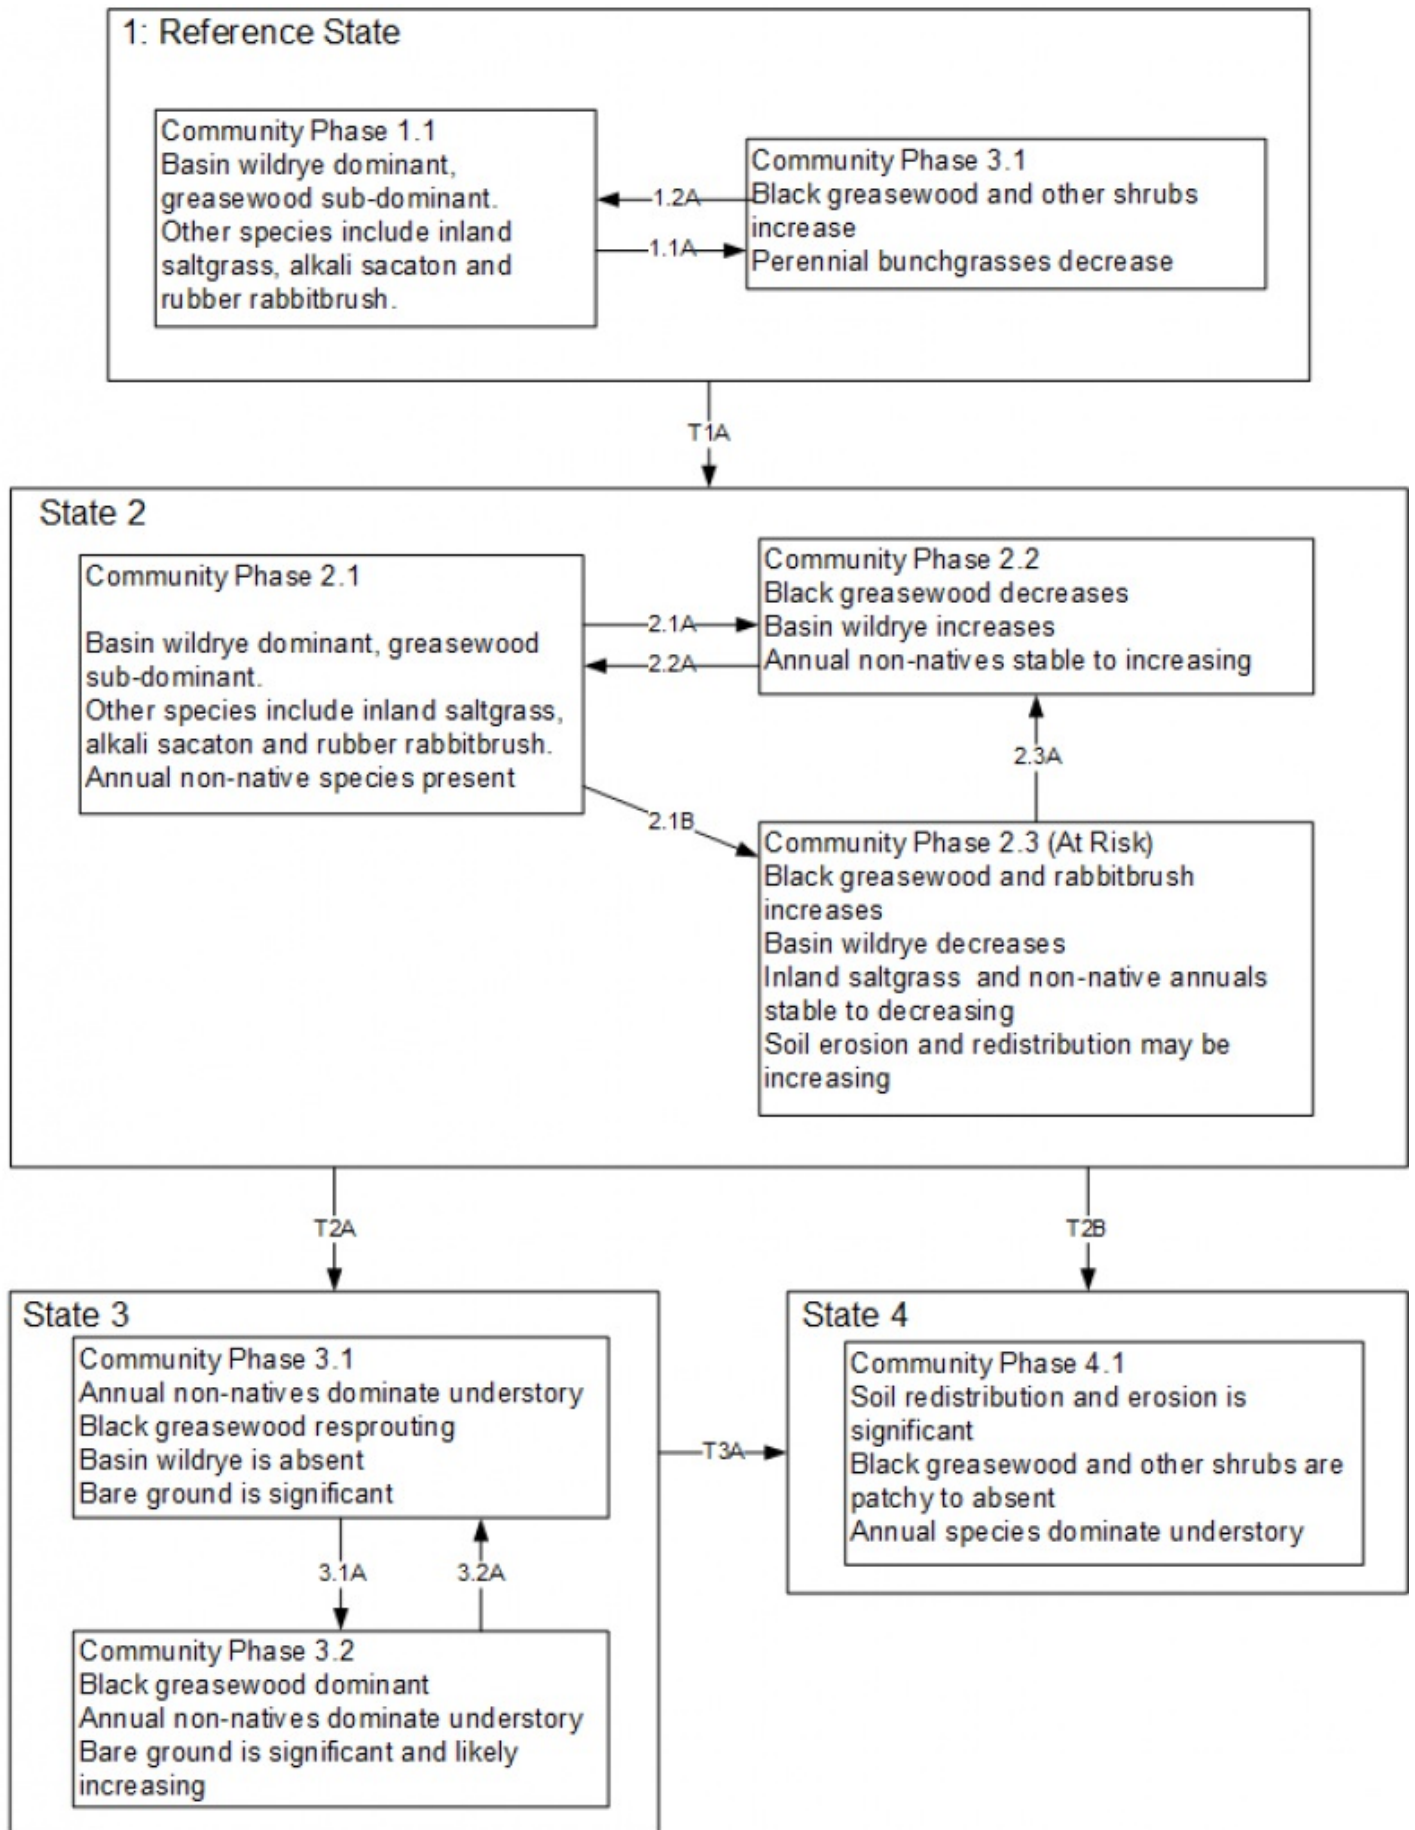 1: Reference State
Community Phase 1.1
Basin wildrye dominant,
greasewood sub-dominant.
Other species include inland
saltgrass, alkali sacaton and
rubber rabbitbrush.
1.2A
1.1A
Community Phase 3.1
Black greasewood and other shrubs
increase
Perennial bunchgrasses decrease
T1A
State 2
Community Phase 2.1
Basin wildrye dominant, greasewood
sub-dominant.
Other species include inland saltgrass,
alkali sacaton and rubber rabbitbrush.
Annual non-native species present
2.1A
2.2A
2.1B
Community Phase 2.2
Black greasewood decreases
Basin wildrye increases
Annual non-natives stable to increasing
2.3A
Community Phase 2.3 (At Risk)
Black greasewood and rabbitbrush
increases
Basin wildrye decreases
Inland saltgrass and non-native annuals
stable to decreasing
Soil erosion and redistribution may be
increasing
T2A
T2B
State 3
Community Phase 3.1
Annual non-natives dominate understory
Black greasewood resprouting
Basin wildrye is absent
Bare ground is significant
3.1A
3.2A
Community Phase 3.2
Black greasewood dominant
Annual non-natives dominate understory
Bare ground is significant and likely
increasing
T3A
State 4
Community Phase 4.1
Soil redistribution and erosion is
significant
Black greasewood and other shrubs are
patchy to absent
Annual species dominate understory